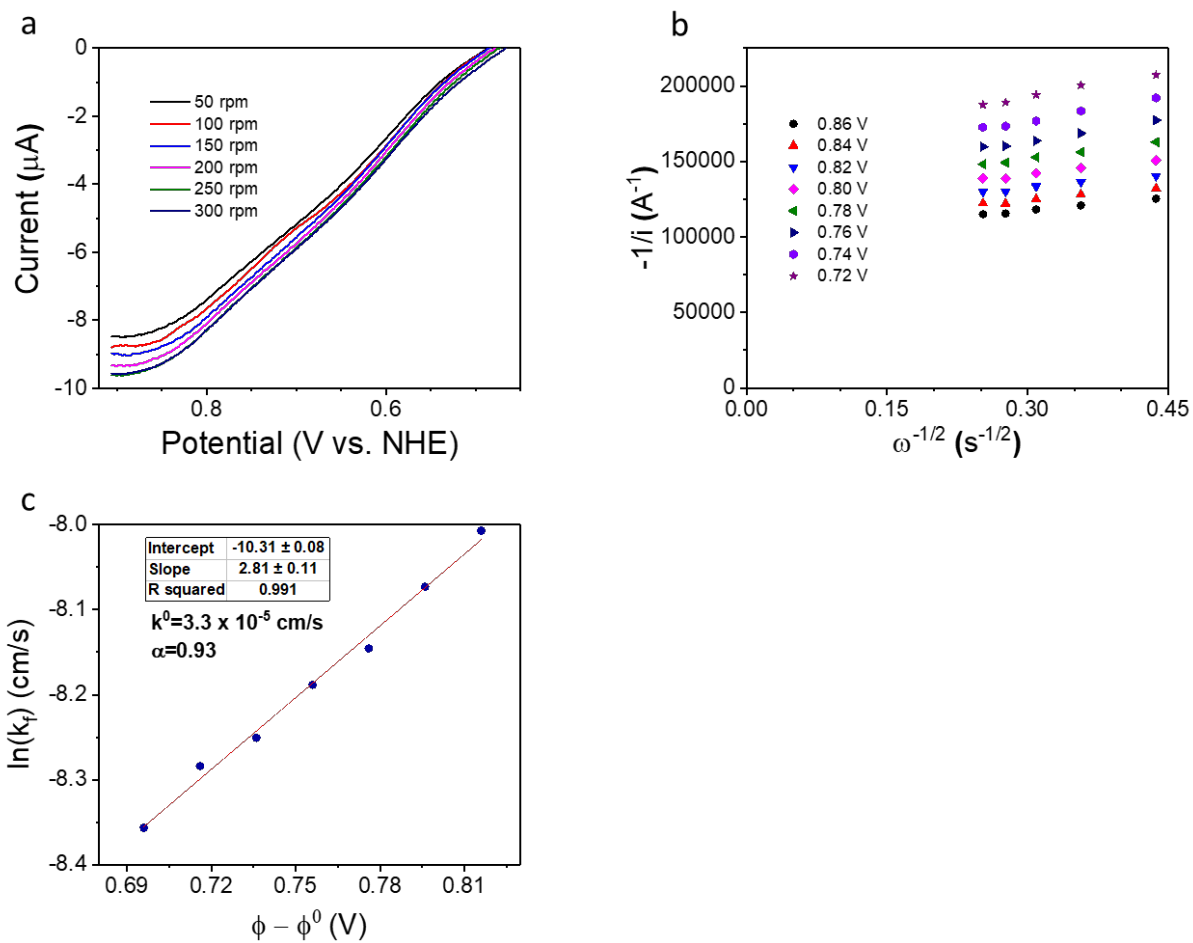 a
0
-2
-4
-6
-8
-10
Current (μA)
50 rpm
100 rpm
150 rpm
200 rpm
250 rpm
300 rpm
0.8
0.6
Potential (V vs. NHE)
b
200000
150000
100000
50000
0
-1/i (A⁻¹)
0.86 V
0.84 V
0.82 V
0.80 V
0.78 V
0.76 V
0.74 V
0.72 V
0.00
0.15
0.30
0.45
ω⁻¹/² (s⁻¹/²)
c
-8.0
-8.1
-8.2
-8.3
-8.4
ln(k_f) (cm/s)
Intercept -10.31 ± 0.08
Slope 2.81 ± 0.11
R squared 0.991
k⁰=3.3 x 10⁻⁵ cm/s
α=0.93
0.69
0.72
0.75
0.78
0.81
ϕ – ϕ⁰ (V)